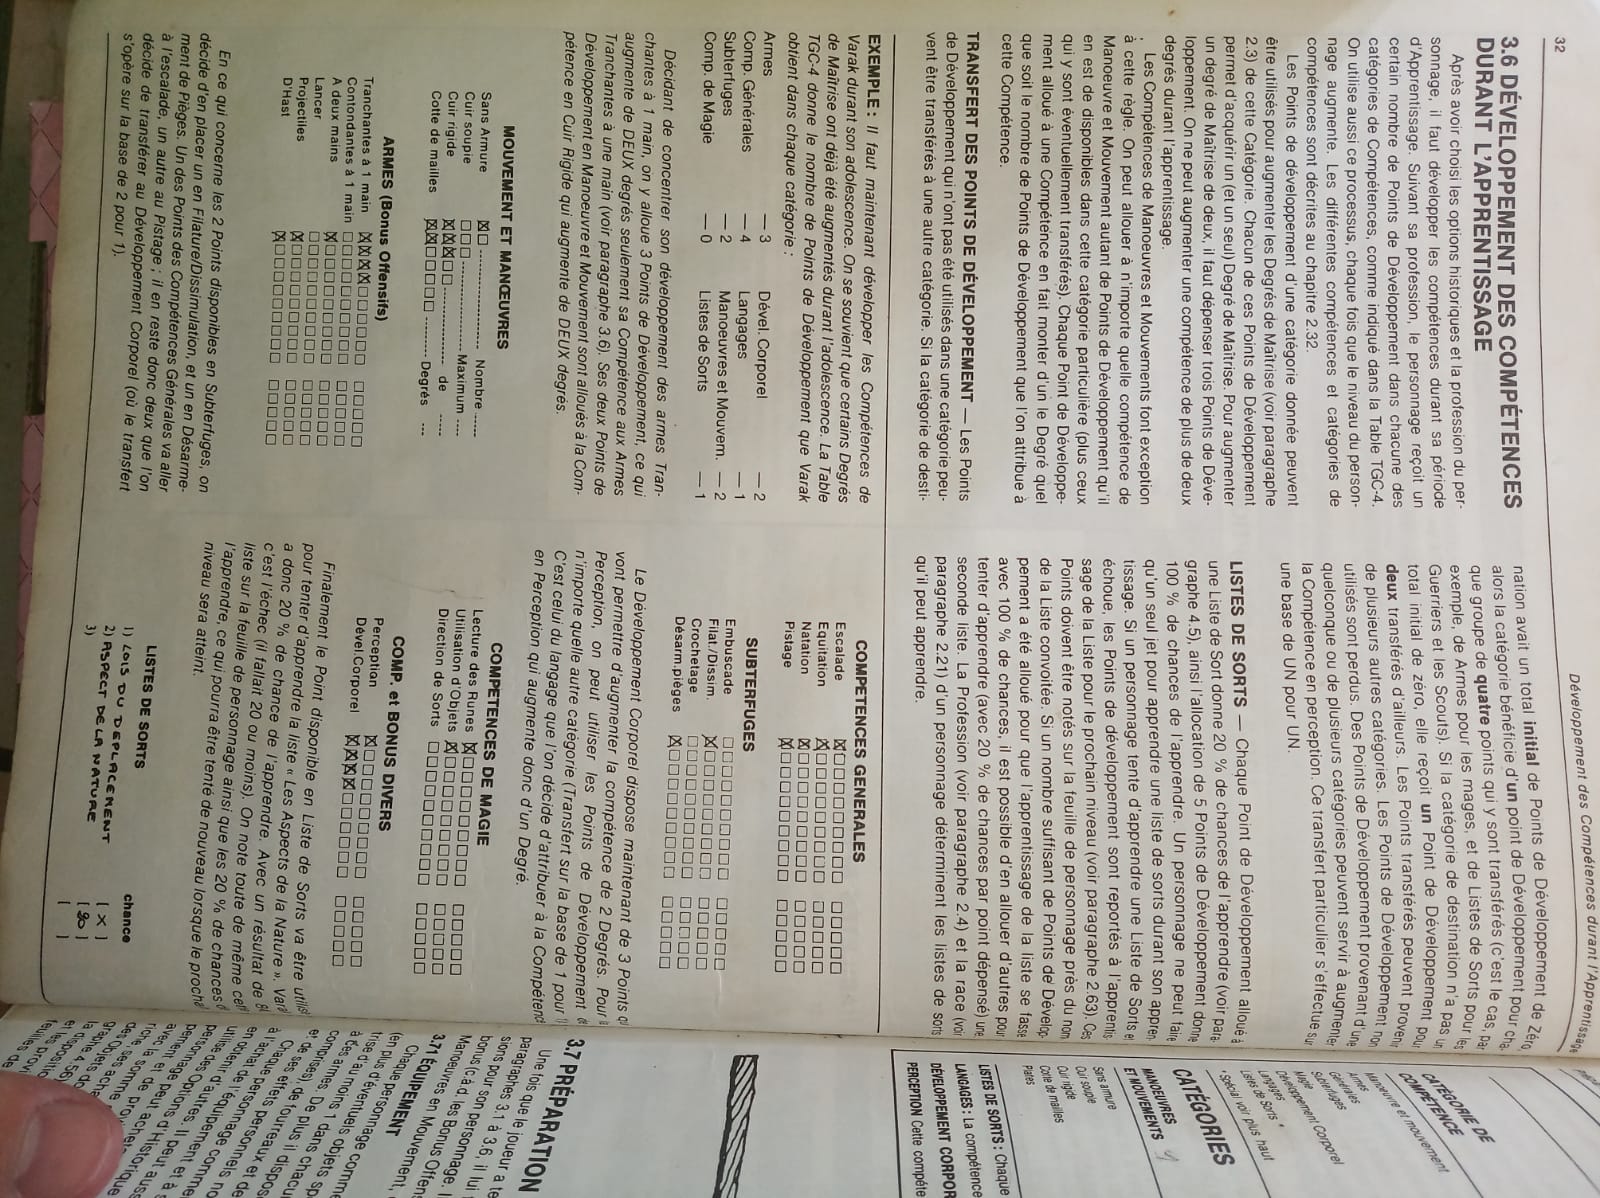 32
Développement des Compétences durant l'Apprentissage
3.6 DÉVELOPPEMENT DES COMPÉTENCES
DURANT L'APPRENTISSAGE
Après avoir choisi les options historiques et la profession du per-
sonnage, il faut développer les compétences durant sa période
d'Apprentissage. Suivant sa profession, le personnage reçoit un
certain nombre de Points de Développement dans chacune des
catégories de Compétences, comme indiqué dans la Table TGC-4.
On utilise aussi ce processus, chaque fois que le niveau du person-
nage augmente. Les différentes compétences et catégories de
compétences sont décrites au chapitre 2.32.
Les Points de développement d'une catégorie donnée peuvent
être utilisés pour augmenter les Degrés de Maîtrise (voir paragraphe
2.3) de cette Catégorie. Chacun de ces Points de Développement
permet d'acquérir un (et un seul) Degré de Maîtrise. Pour augmenter
un degré de Maîtrise de deux, il faut dépenser trois Points de Déve-
loppement. On ne peut augmenter une compétence de plus de deux
degrés durant l'apprentissage.
Les Compétences de Manoeuvres et Mouvements font exception
à cette règle. On peut allouer à n'importe quelle compétence de
Manoeuvre et Mouvement autant de Points de Développement qu'il
en est de disponibles dans cette catégorie particulière (plus ceux
qui y sont éventuellement transférés). Chaque Point de Développe-
ment alloué à une Compétence en fait monter d'un le Degré quel
que soit le nombre de Points de Développement que l'on attribue à
cette Compétence.
TRANSFERT DES POINTS DE DÉVELOPPEMENT — Les Points
de Développement qui n'ont pas été utilisés dans une catégorie peu-
vent être transférés à une autre catégorie. Si la catégorie de desti-
nation avait un total initial de Points de Développement de Zéro,
alors la catégorie bénéficie d'un point de Développement pour cha-
que groupe de quatre points qui y sont transférés (c'est le cas, par
exemple, de Armes pour les mages, et de Listes de Sorts pour les
Guerriers et les Scouts). Si la catégorie de destination n'a pas un
total initial de zéro, elle reçoit un Point de Développement pour
deux transférés d'ailleurs. Les Points transférés peuvent provenir
de plusieurs autres catégories. Les Points de Développement non
utilisés sont perdus. Des Points de Développement provenant d'une
quelconque ou de plusieurs catégories peuvent servir à augmenter
la Compétence en perception. Ce transfert particulier s'effectue sur
une base de UN pour UN.
LISTES DE SORTS — Chaque Point de Développement alloué à
une Liste de Sort donne 20 % de chances de l'apprendre (voir para-
graphe 4.5), ainsi l'allocation de 5 Points de Développement donne
100 % de chances de l'apprendre. Un personnage ne peut faire
qu'un seul jet pour apprendre une liste de sorts durant son appren-
tissage. Si un personnage tente d'apprendre une Liste de Sorts et
échoue, les Points de développement sont reportés à l'apprentis-
sage de la Liste pour le prochain niveau (voir paragraphe 2.63). Ces
Points doivent être notés sur la feuille de personnage près du nom
de la Liste convoitée. Si un nombre suffisant de Points de Dévelop-
pement a été alloué pour que l'apprentissage de la liste se fasse
avec 100 % de chances, il est possible d'en allouer d'autres pour
tenter d'apprendre (avec 20 % de chances par point dépensé) une
seconde liste. La Profession (voir paragraphe 2.4) et la race (voir
paragraphe 2.21) d'un personnage déterminent les listes de sorts
qu'il peut apprendre.
EXEMPLE : Il faut maintenant développer les Compétences de
Varak durant son adolescence. On se souvient que certains Degrés
de Maîtrise ont déjà été augmentés durant l'adolescence. La Table
TGC-4 donne le nombre de Points de Développement que Varak
obtient dans chaque catégorie :
Armes — 3 Dével. Corporel — 2
Comp. Générales — 4 Langages — 1
Subterfuges — 2 Manoeuvres et Mouvem. — 2
Comp. de Magie — 0 Listes de Sorts — 1
Décidant de concentrer son développement des armes Tran-
chantes à 1 main, on y alloue 3 Points de Développement, ce qui
augmente de DEUX degrés seulement sa Compétence aux Armes
Tranchantes à une main (voir paragraphe 3.6). Ses deux Points de
Développement en Manoeuvre et Mouvement sont alloués à la Com-
pétence en Cuir Rigide qui augmente de DEUX degrés.
MOUVEMENT ET MANŒUVRES
Sans Armure Nombre
Cuir souple Maximum
Cuir rigide de
Cotte de mailles Degrés
ARMES (Bonus Offensifs)
Tranchantes à 1 main
Contondantes à 1 main
A deux mains
Lancer
Projectiles
D'Hast
En ce qui concerne les 2 Points disponibles en Subterfuges, on
décide d'en placer un en Filature/Dissimulation, et un en Désarme-
ment de Pièges. Un des Points des Compétences Générales va aller
à l'escalade, un autre au Pistage ; il en reste donc deux que l'on
décide de transférer au Développement Corporel (où le transfert
s'opère sur la base de 2 pour 1).
COMPETENCES GENERALES
Escalade
Equitation
Natation
Pistage
SUBTERFUGES
Embuscade
Filat./Dissim.
Crochetage
Désarm.pièges
Le Développement Corporel dispose maintenant de 3 Points qui
vont permettre d'augmenter la compétence de 2 Degrés. Pour la
Perception, on peut utiliser les Points de Développement de
n'importe quelle autre catégorie (Transfert sur la base de 1 pour 1)
C'est celui du langage que l'on décide d'attribuer à la Compétence
en Perception qui augmente donc d'un Degré.
COMPETENCES DE MAGIE
Lecture des Runes
Utilisation d'Objets
Direction de Sorts
COMP. et BONUS DIVERS
Perception
Dével.Corporel
Finalement le Point disponible en Liste de Sorts va être utilisé
pour tenter d'apprendre la liste « Les Aspects de la Nature ». Varak
a donc 20 % de chance de l'apprendre. Avec un résultat de
c'est l'échec (il fallait 20 ou moins). On note toute de même cette
liste sur la feuille de personnage ainsi que les 20 % de chances
l'apprendre, ce qui pourra être tenté de nouveau lorsque le prochain
niveau sera atteint.
LISTES DE SORTS chance
1) LOIS DU DEPLACEMENT [ X ]
2) ASPECT DE LA NATURE [ 20 ]
3) [ ]
CATÉGORIE DE
COMPÉTENCE
Manoeuvre et mouvement
Armes
Générales
Subterfuges
Magie
Développement Corporel
Langages
Listes de Sorts *
* Spécial voir plus haut
CATÉGORIES
MANOEUVRES
ET MOUVEMENTS
Sans armure
Cuir souple
Cuir rigide
Cotte de mailles
Plates
LISTES DE SORTS : Chaque
LANGAGES : La compétence
DÉVELOPPEMENT CORPOR
PERCEPTION Cette compéte
3.7 PRÉPARATION
Une fois que le joueur a te
paragraphes 3.1 à 3.6, il lui
sions pour son personnage. I
bonus (c.à.d. les Bonus Offens
Manoeuvres en Mouvement,
3.71 ÉQUIPEMENT
Chaque personnage comme
(en plus d'éventuels objets sp
trise d'au moins 1 dans chacun
à ces armes. De plus il dispos
comprises), de fourreaux et de
et de ses effets personnels no
Chaque personnage comme
à l'achat de l'équipement et à
en obtenir d'autres. Il peut auss
utilise des Options d'Historique
personnage peut achet
pement et de prov
avec la somme
riche, ses acha
des Objets do
graphe 4.56)
la dispositio
et les provi
feuilles de